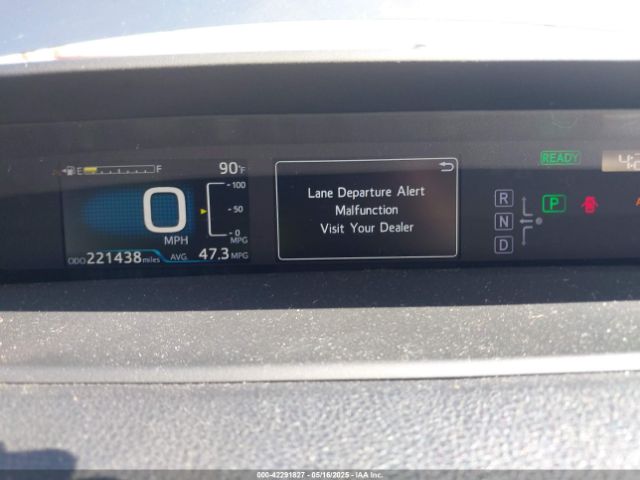 E F 90°F
100
50
0
MPG
0
MPH
ODO 221438 miles AVG 47.3 MPG
Lane Departure Alert
Malfunction
Visit Your Dealer
READY
R
N
D
P
000-42291827 - 05/16/2025 - IAA Inc.